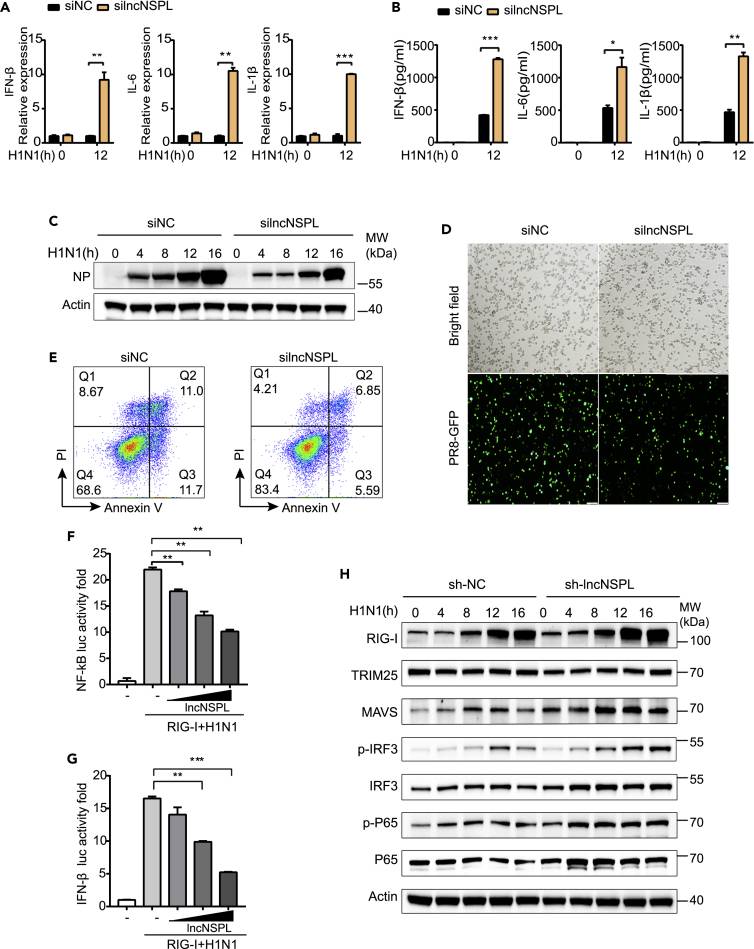 A
siNC silncNSPL
IFN-β
Relative expression
15
10
5
0
**
H1N1(h) 0 12
IL-6
Relative expression
15
10
5
0
**
0 12
IL-1β
Relative expression
15
10
5
0
***
0 12
B
siNC silncNSPL
IFN-β(pg/ml)
1500
1000
500
0
***
H1N1(h) 0 12
IL-6(pg/ml)
1500
1000
500
0
*
0 12
IL-1β(pg/ml)
1500
1000
500
0
**
H1N1(h) 0 12
C
siNC silncNSPL
H1N1(h) 0 4 8 12 16 0 4 8 12 16 MW
(kDa)
NP 55
Actin 40
D
siNC silncNSPL
Bright field
PR8-GFP
E
siNC silncNSPL
Q1 Q2
8.67 11.0
Q4 Q3
68.6 11.7
PI
Annexin V
Q1 Q2
4.21 6.85
Q4 Q3
83.4 5.59
PI
Annexin V
F
**
**
**
NF-kB luc activity fold
25
20
15
10
5
0
- -
lncNSPL
RIG-I+H1N1
G
***
**
IFN-β luc activity fold
20
15
10
5
0
- -
lncNSPL
RIG-I+H1N1
H
sh-NC sh-lncNSPL
H1N1(h) 0 4 8 12 16 0 4 8 12 16 MW
(kDa)
RIG-I 100
TRIM25 70
MAVS 70
p-IRF3 55
IRF3 55
p-P65 70
P65 70
Actin 40